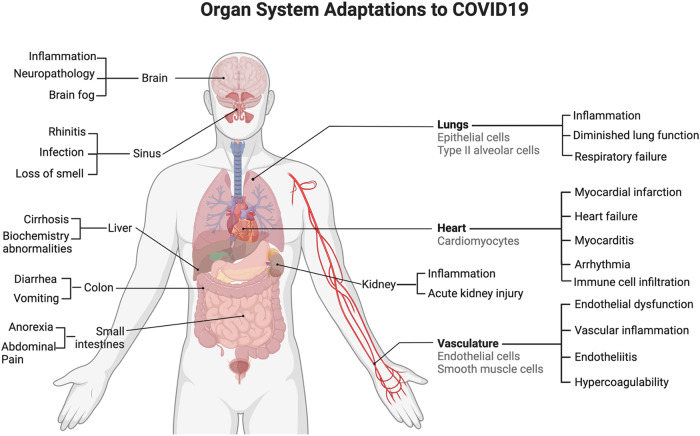 Organ System Adaptations to COVID19
Inflammation
Neuropathology
Brain fog
Brain
Rhinitis
Infection
Loss of smell
Sinus
Cirrhosis
Biochemistry
abnormalities
Liver
Diarrhea
Vomiting
Colon
Anorexia
Abdominal
Pain
Small
intestines
Lungs
Epithelial cells
Type II alveolar cells
Inflammation
Diminished lung function
Respiratory failure
Heart
Cardiomyocytes
Myocardial infarction
Heart failure
Myocarditis
Arrhythmia
Immune cell infiltration
Kidney
Inflammation
Acute kidney injury
Vasculature
Endothelial cells
Smooth muscle cells
Endothelial dysfunction
Vascular inflammation
Endotheliitis
Hypercoagulability